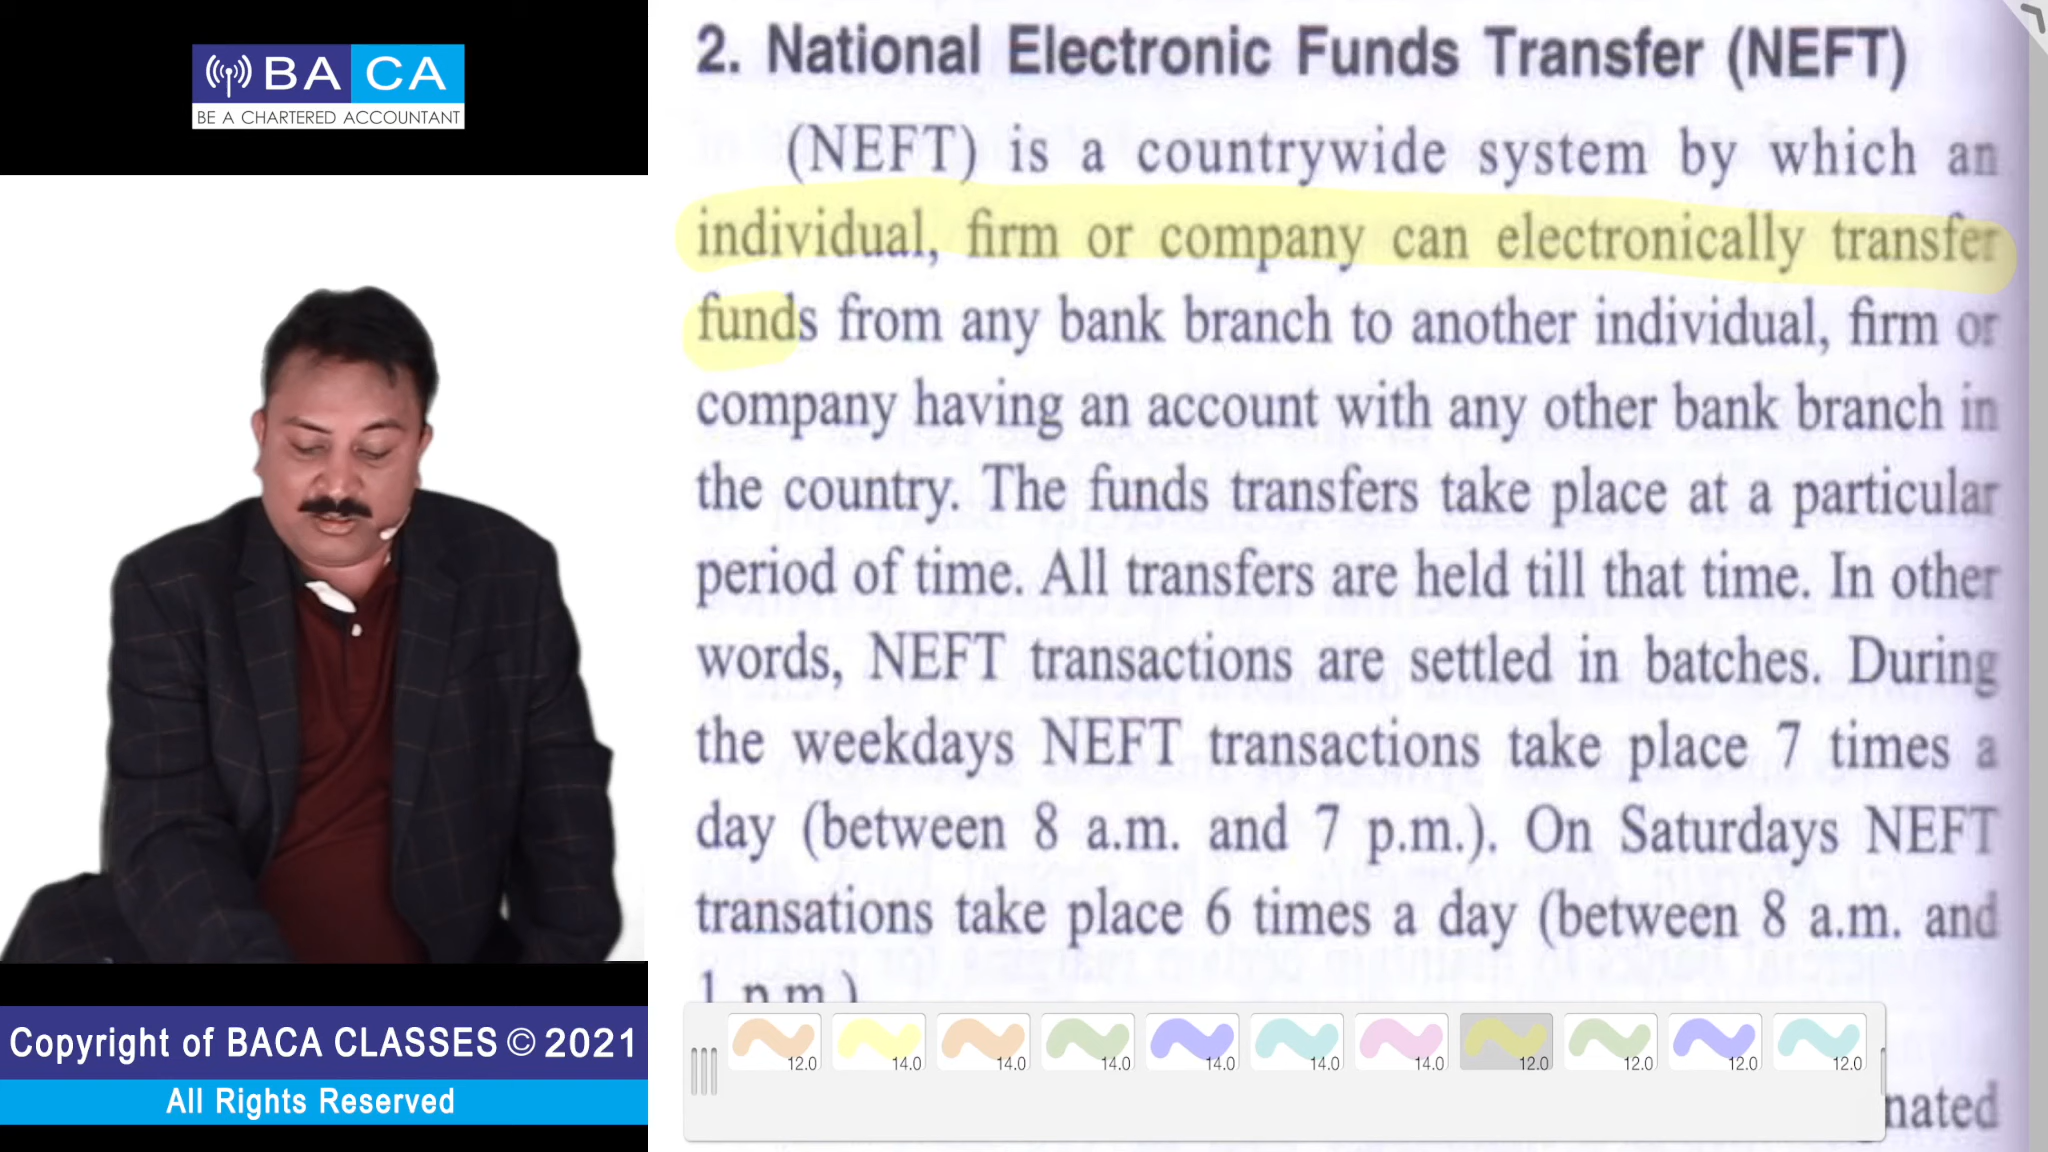 BA CA
BE A CHARTERED ACCOUNTANT
2. National Electronic Funds Transfer (NEFT)
(NEFT) is a countrywide system by which an
individual, firm or company can electronically transfer
funds from any bank branch to another individual, firm or
company having an account with any other bank branch in
the country. The funds transfers take place at a particular
period of time. All transfers are held till that time. In other
words, NEFT transactions are settled in batches. During
the weekdays NEFT transactions take place 7 times a
day (between 8 a.m. and 7 p.m.). On Saturdays NEFT
transations take place 6 times a day (between 8 a.m. and
1 p.m.)
12.0 14.0 14.0 14.0 14.0 14.0 14.0 12.0 12.0 12.0 12.0
Copyright of BACA CLASSES © 2021
All Rights Reserved